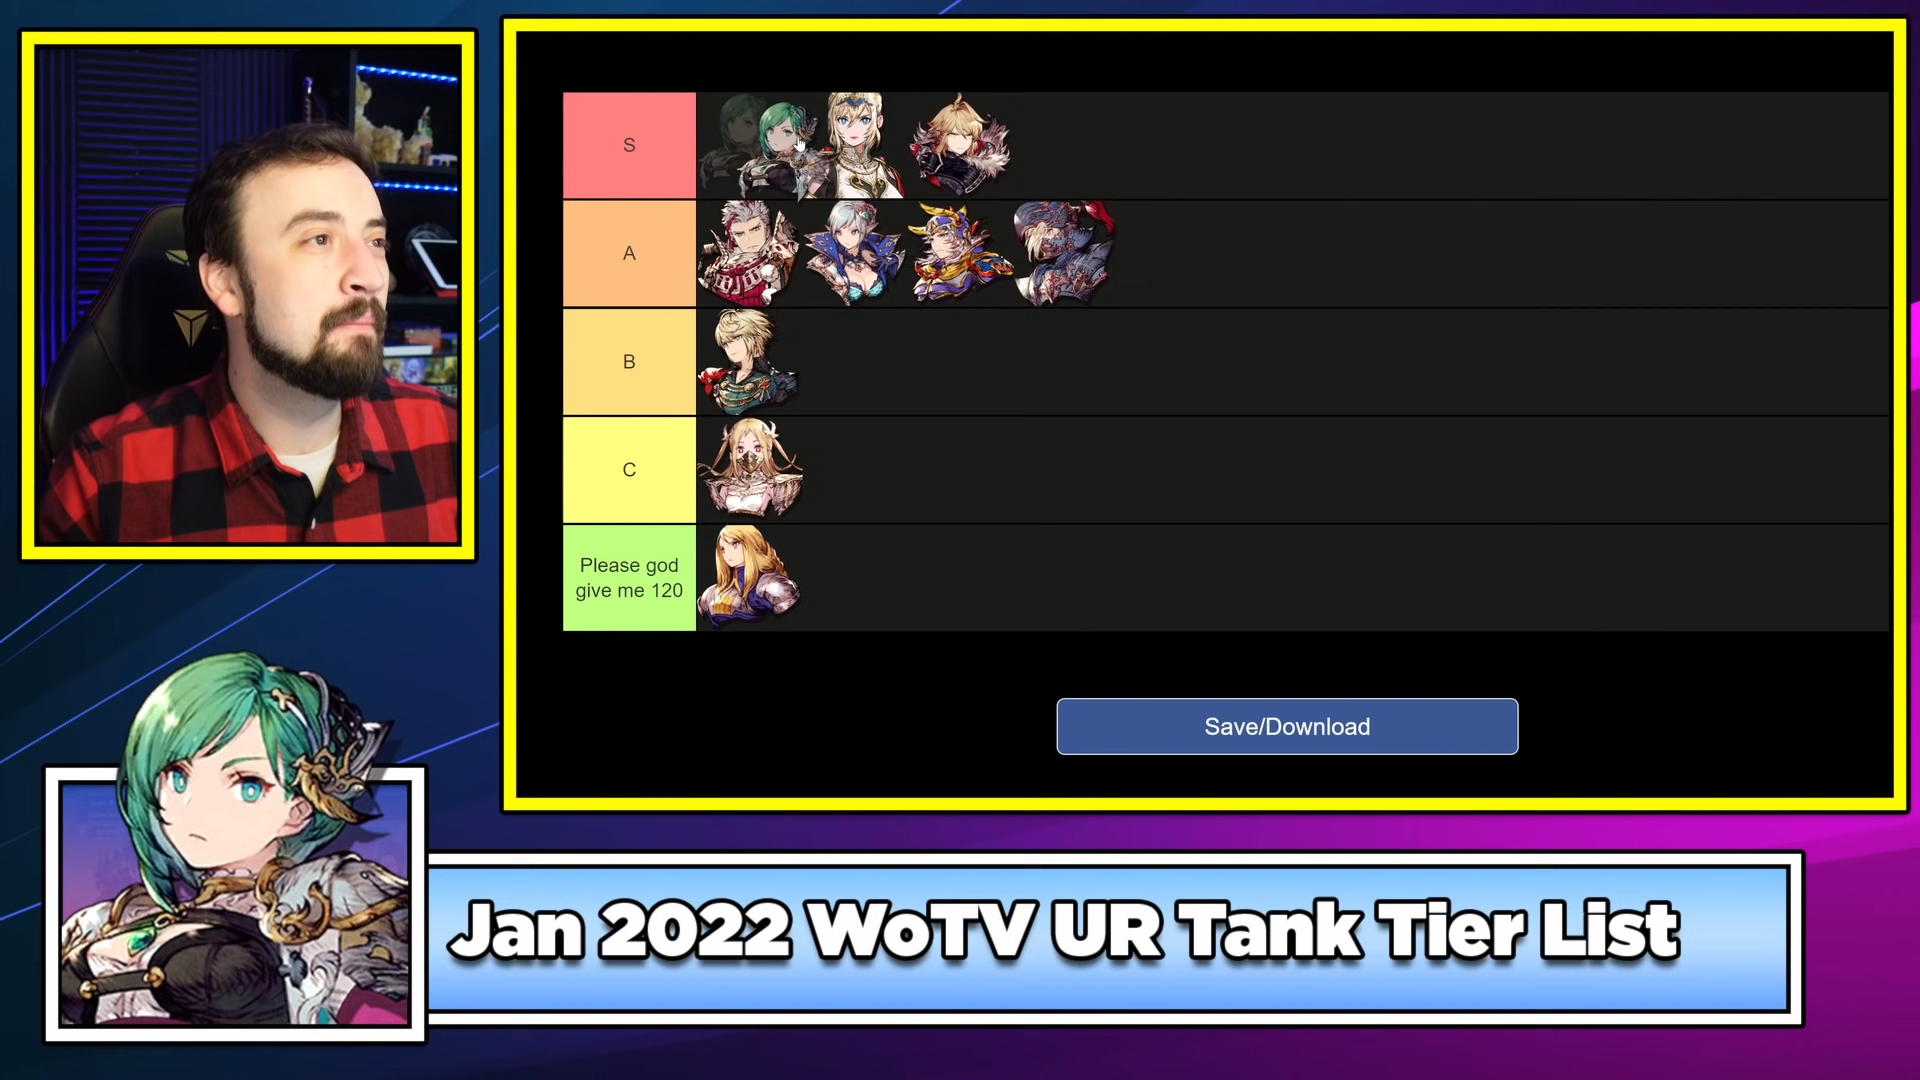 S
A
B
C
Please god
give me 120
Save/Download
Jan 2022 WoTV UR Tank Tier List